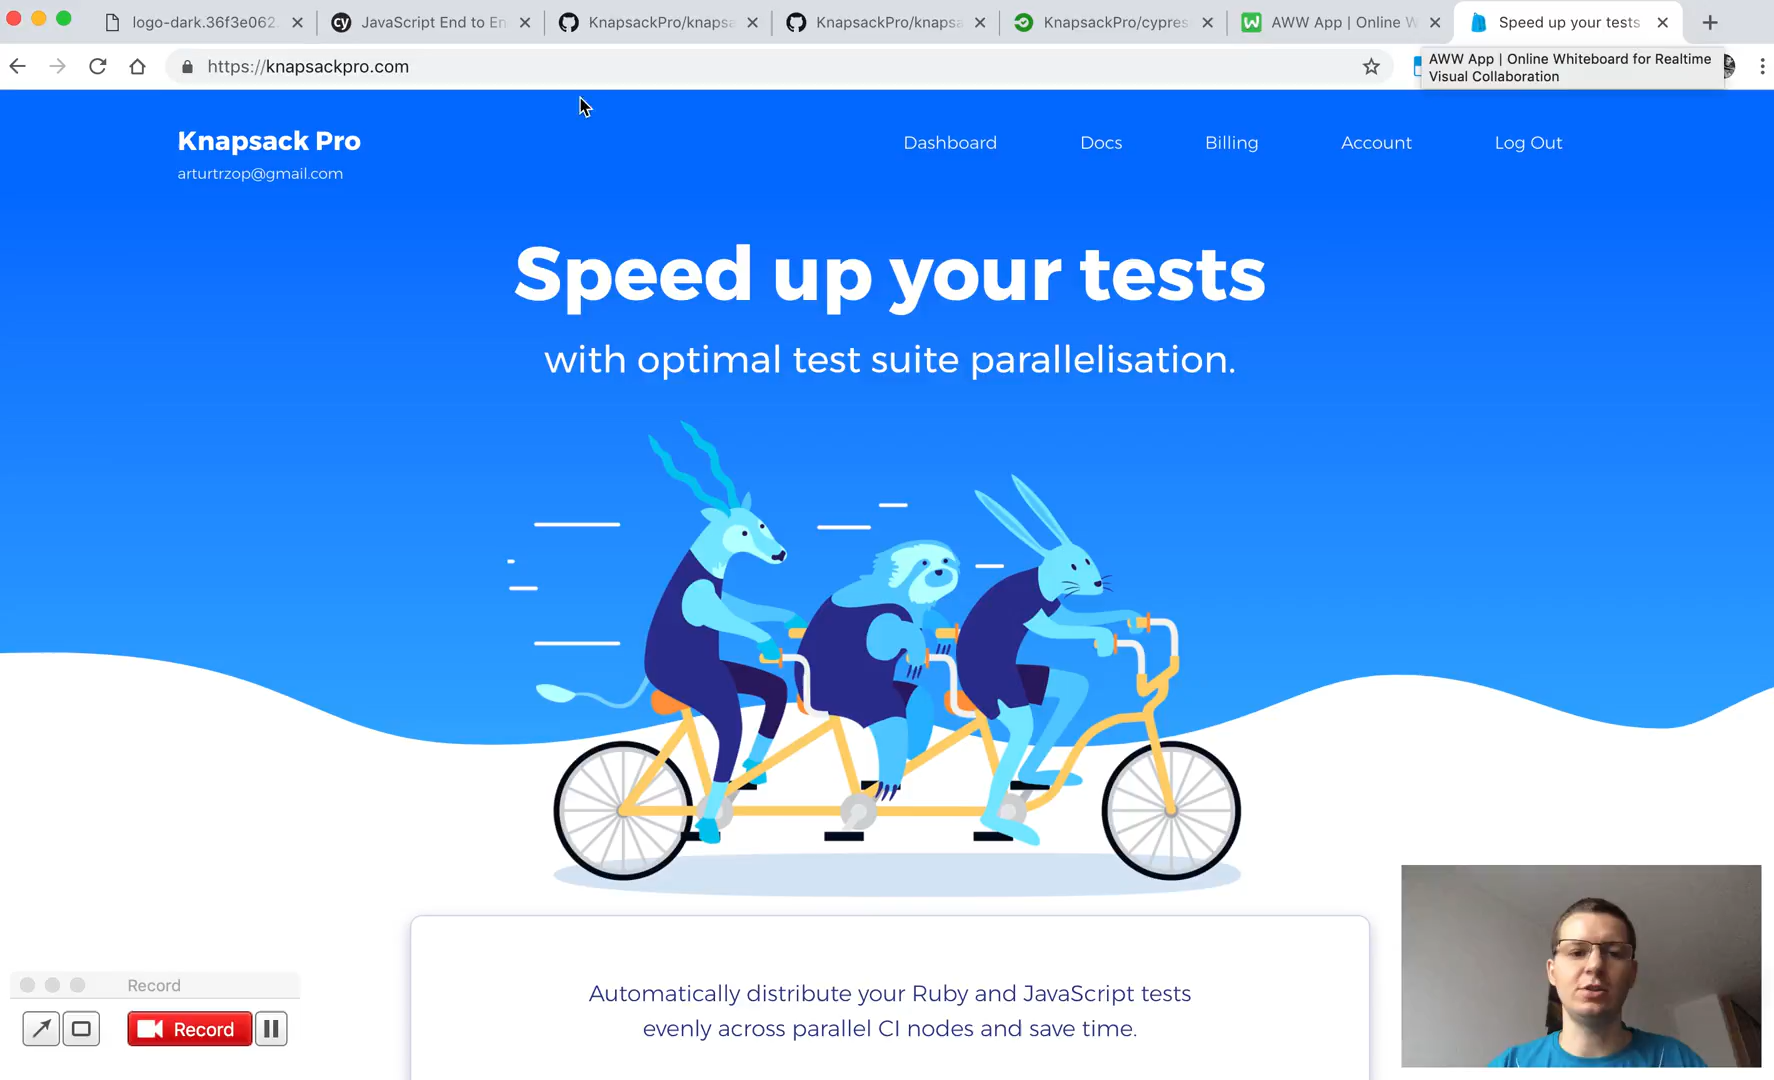 logo-dark.36f3e062
JavaScript End to En
KnapsackPro/knapsa
KnapsackPro/knapsa
KnapsackPro/cypres
AWW App | Online W
Speed up your tests
https://knapsackpro.com
AWW App | Online Whiteboard for Realtime
Visual Collaboration
Knapsack Pro
arturtrzop@gmail.com
Dashboard
Docs
Billing
Account
Log Out
Speed up your tests
with optimal test suite parallelisation.
Automatically distribute your Ruby and JavaScript tests
evenly across parallel CI nodes and save time.
Record
Record